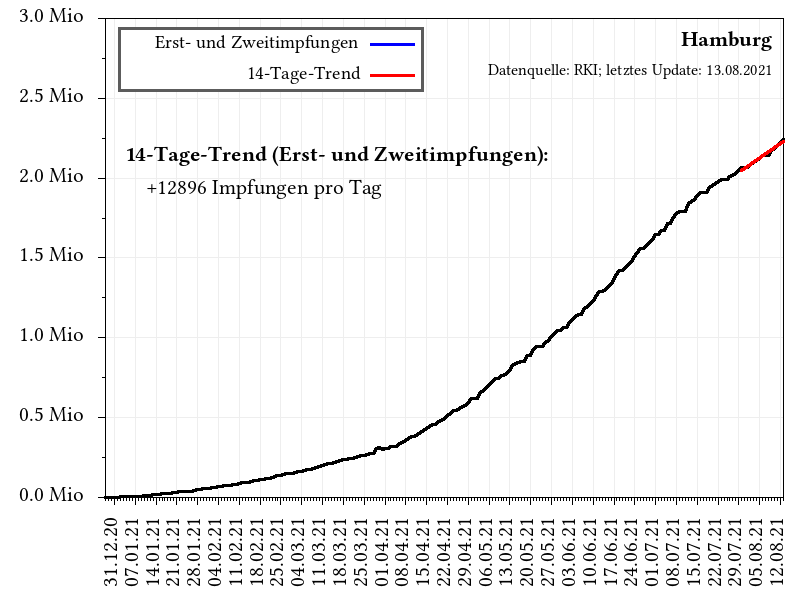 3.0 Mio
2.5 Mio
2.0 Mio
1.5 Mio
1.0 Mio
0.5 Mio
0.0 Mio
Erst- und Zweitimpfungen
14-Tage-Trend
Hamburg
Datenquelle: RKI; letztes Update: 13.08.2021
14-Tage-Trend (Erst- und Zweitimpfungen):
+12896 Impfungen pro Tag
31.12.20
07.01.21
14.01.21
21.01.21
28.01.21
04.02.21
11.02.21
18.02.21
25.02.21
04.03.21
11.03.21
18.03.21
25.03.21
01.04.21
08.04.21
15.04.21
22.04.21
29.04.21
06.05.21
13.05.21
20.05.21
27.05.21
03.06.21
10.06.21
17.06.21
24.06.21
01.07.21
08.07.21
15.07.21
22.07.21
29.07.21
05.08.21
12.08.21